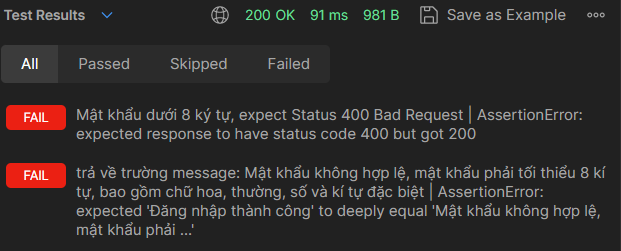 Test Results 200 OK 91 ms 981 B Save as Example
All Passed Skipped Failed
FAIL Mật khẩu dưới 8 ký tự, expect Status 400 Bad Request | AssertionError:
expected response to have status code 400 but got 200
FAIL trả về trường message: Mật khẩu không hợp lệ, mật khẩu phải tối thiểu 8 kí
tự, bao gồm chữ hoa, thường, số và kí tự đặc biệt | AssertionError:
expected 'Đăng nhập thành công' to deeply equal 'Mật khẩu không hợp lệ,
mật khẩu phải ...'